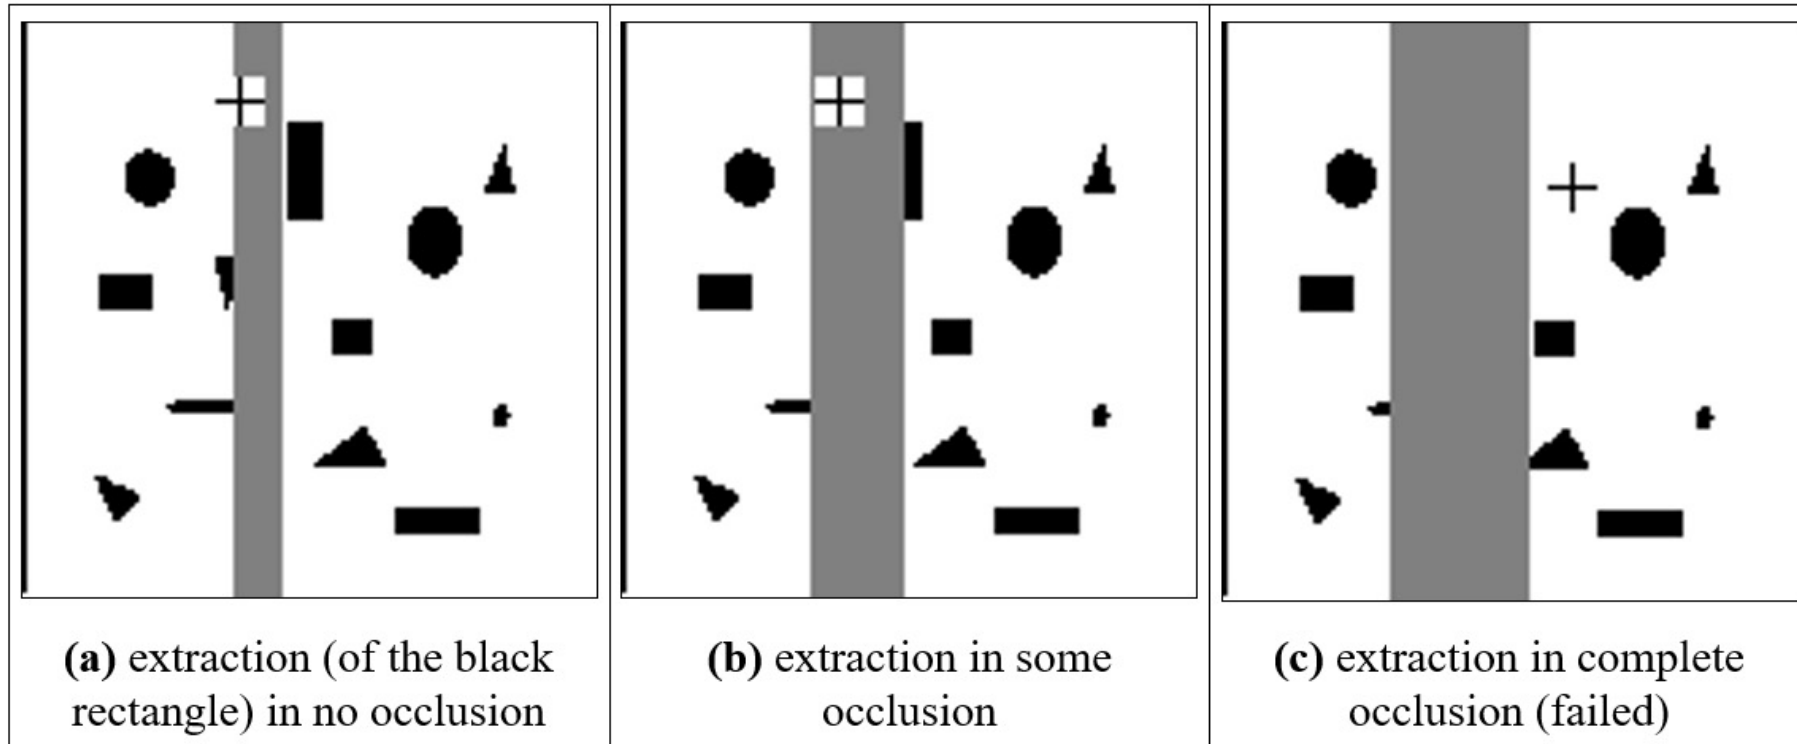 (a) extraction (of the black
rectangle) in no occlusion
(b) extraction in some
occlusion
(c) extraction in complete
occlusion (failed)